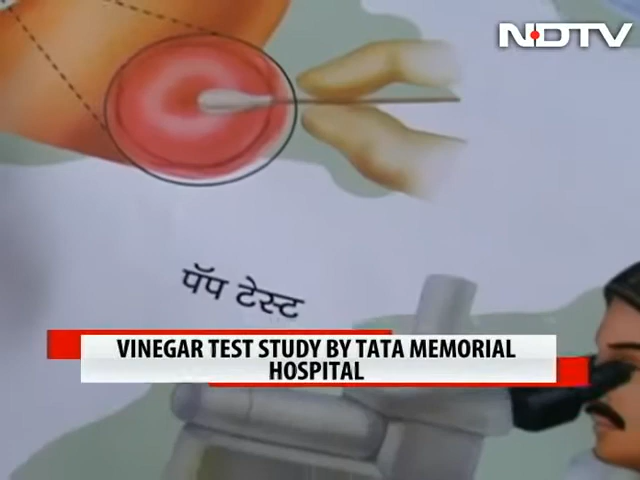 NDTV
पॅप टेस्ट
VINEGAR TEST STUDY BY TATA MEMORIAL
HOSPITAL